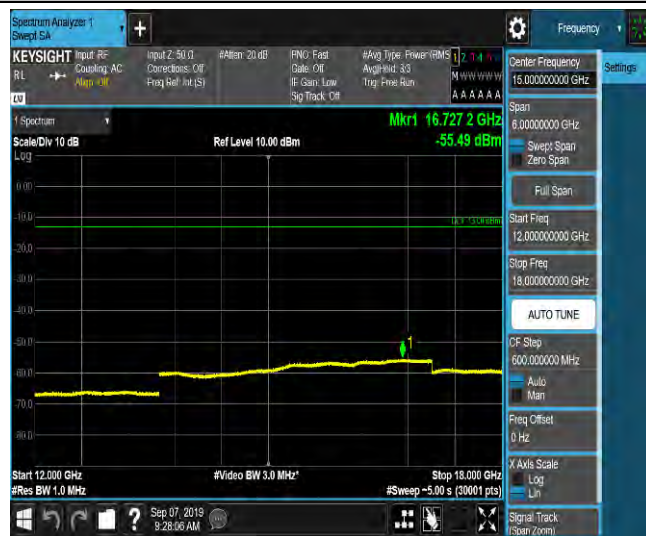 Spectrum Analyzer 1
Swept SA
+
Frequency
KEYSIGHT
Input: RF
Coupling: AC
Align: Off
Input Z: 50 Ω
Corrections: Off
Freq Ref: Int (S)
#Atten: 20 dB
PNO: Fast
Gate: Off
IF Gain: Low
Sig Track: Off
#Avg Type: Power (RMS
Avg|Hold: 3/3
Trig: Free Run
1 2 3 4 5 6
M W W W W W
A A A A A A
RL
LXI
1 Spectrum
Scale/Div 10 dB
Log
Ref Level 10.00 dBm
Mkr1 16.727 2 GHz
-55.49 dBm
0.00
-10.0
-20.0
-30.0
-40.0
-50.0
-60.0
-70.0
-80.0
1
Start 12.000 GHz
#Res BW 1.0 MHz
#Video BW 3.0 MHz*
Stop 18.000 GHz
#Sweep ~5.00 s (30001 pts)
Sep 07, 2019
9:28:06 AM
?
Center Frequency
15.000000000 GHz
Settings
Span
6.00000000 GHz
Swept Span
Zero Span
Full Span
Start Freq
12.000000000 GHz
Stop Freq
18.000000000 GHz
AUTO TUNE
CF Step
600.000000 MHz
Auto
Man
Freq Offset
0 Hz
X Axis Scale
Log
Lin
Signal Track
(Span Zoom)